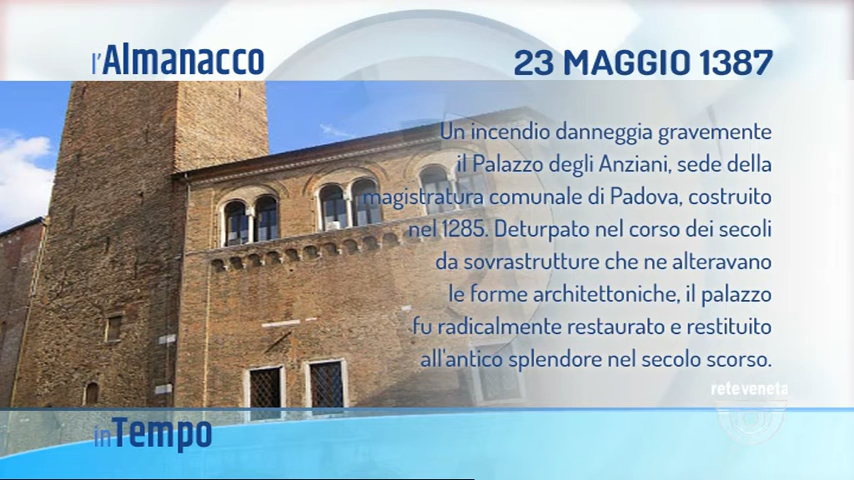 l'Almanacco
23 MAGGIO 1387
Un incendio danneggia gravemente
il Palazzo degli Anziani, sede della
magistratura comunale di Padova, costruito
nel 1285. Deturpato nel corso dei secoli
da sovrastrutture che ne alteravano
le forme architettoniche, il palazzo
fu radicalmente restaurato e restituito
all'antico splendore nel secolo scorso.
reteveneta
inTempo